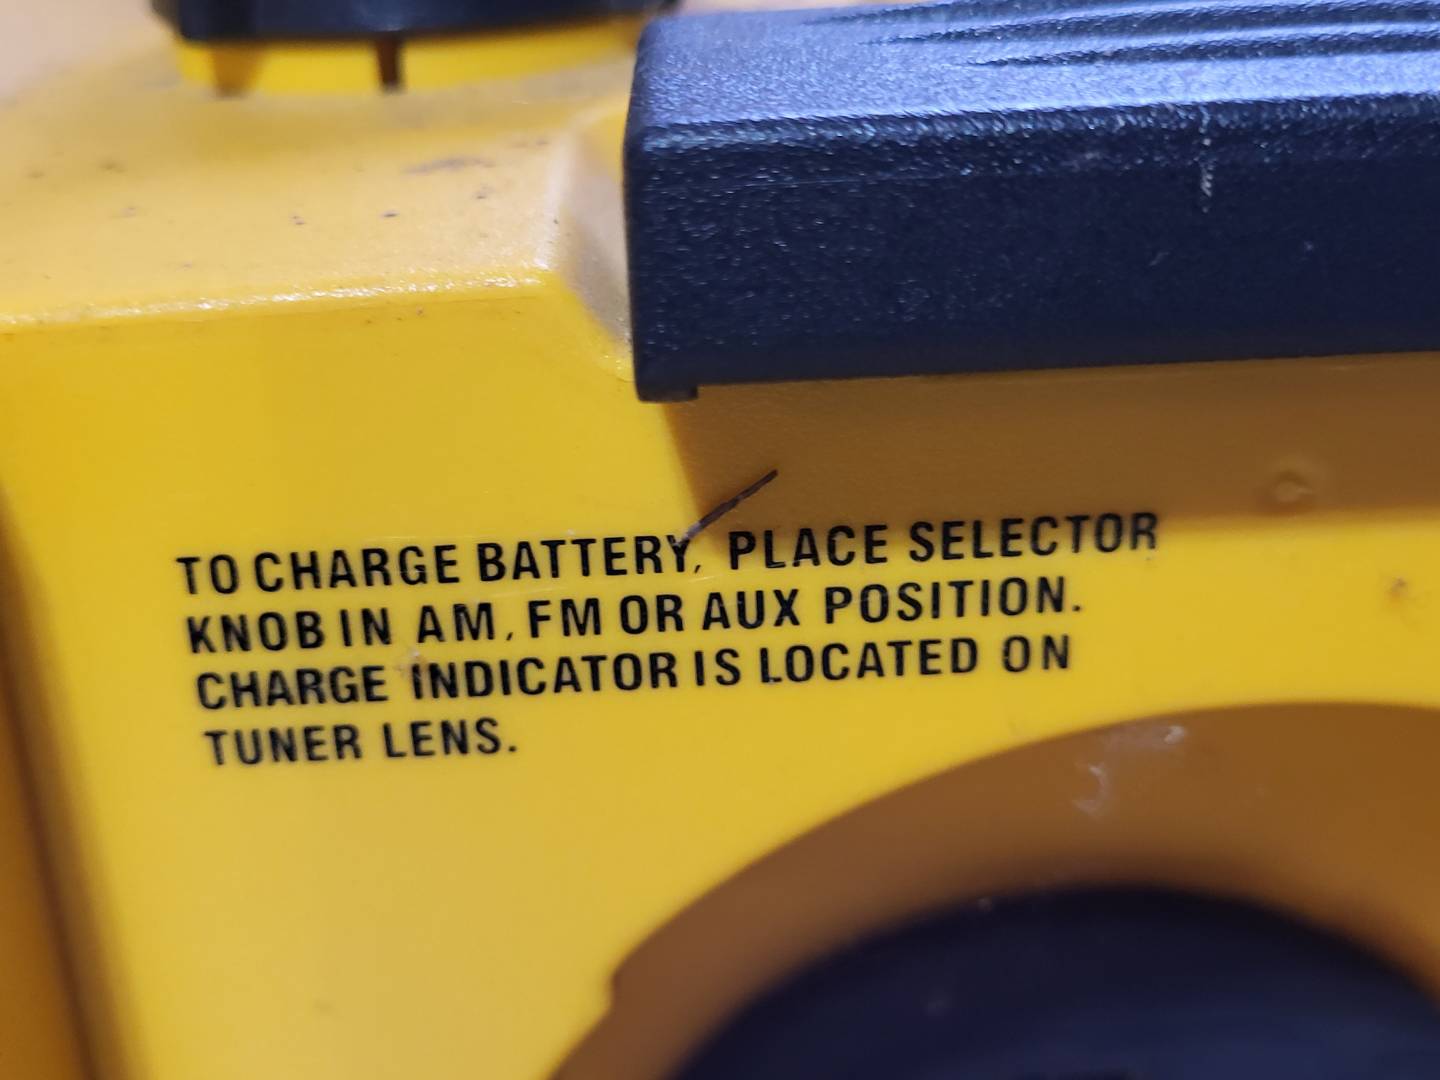 TO CHARGE BATTERY, PLACE SELECTOR
KNOB IN AM, FM OR AUX POSITION.
CHARGE INDICATOR IS LOCATED ON
TUNER LENS.